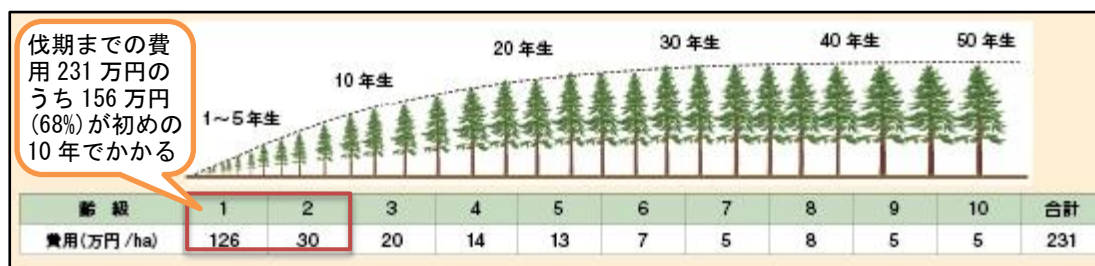 伐期までの費
用 231 万円の
うち 156 万円
(68%)が初めの
10 年でかかる
1～5 年生
10 年生
20 年生
30 年生
40 年生
50 年生
齢 級 1 2 3 4 5 6 7 8 9 10 合計
費用(万円/ha) 126 30 20 14 13 7 5 8 5 5 231